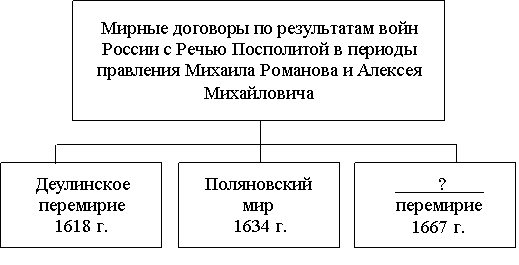 Мирные договоры по результатам войн
России с Речью Посполитой в периоды
правления Михаила Романова и Алексея
Михайловича
Деулинское
перемирие
1618 г.
Поляновский
мир
1634 г.
?
перемирие
1667 г.